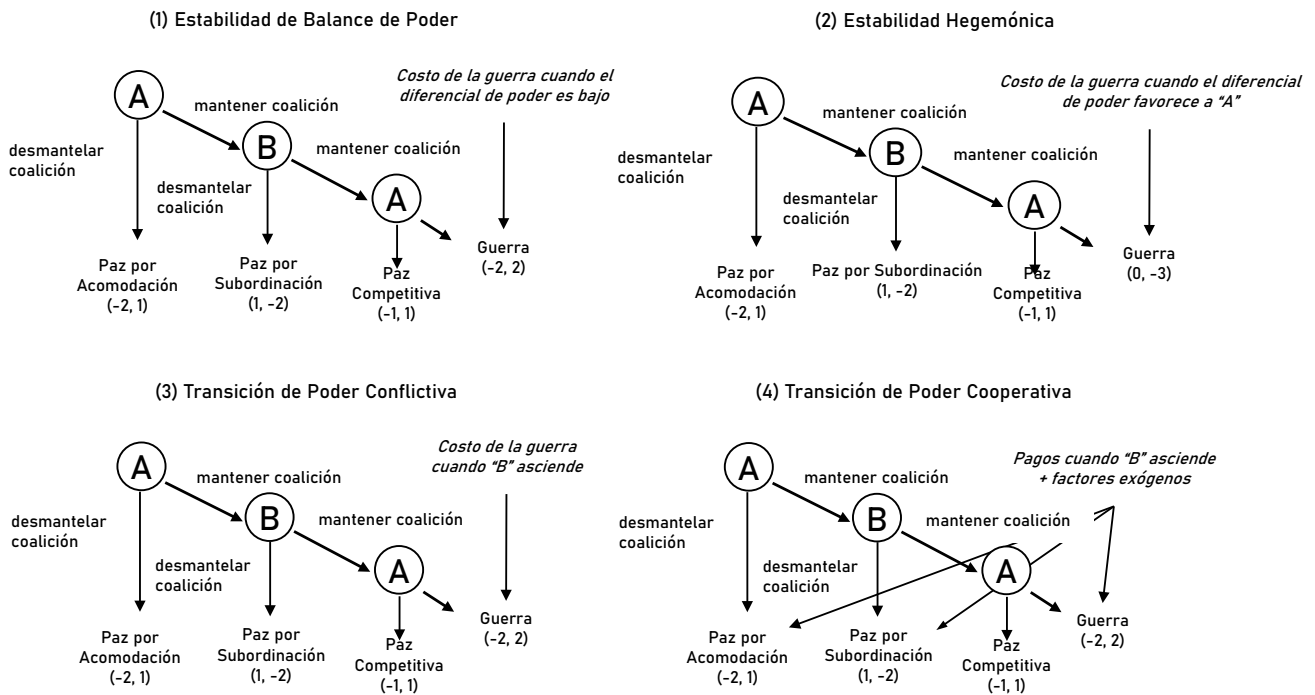 (1) Estabilidad de Balance de Poder
A
mantener coalición
Costo de la guerra cuando el
diferencial de poder es bajo
desmantelar
coalición
B
mantener coalición
desmantelar
coalición
A
Paz por
Acomodación
(-2, 1)
Paz por
Subordinación
(1, -2)
Paz
Competitiva
(-1, 1)
Guerra
(-2, 2)
(2) Estabilidad Hegemónica
A
mantener coalición
Costo de la guerra cuando el diferencial
de poder favorece a “A”
desmantelar
coalición
B
mantener coalición
desmantelar
coalición
A
Paz por
Acomodación
(-2, 1)
Paz por Subordinación
(1, -2)
Paz
Competitiva
(-1, 1)
Guerra
(0, -3)
(3) Transición de Poder Conflictiva
A
mantener coalición
Costo de la guerra
cuando “B” asciende
desmantelar
coalición
B
mantener coalición
desmantelar
coalición
A
Paz por
Acomodación
(-2, 1)
Paz por
Subordinación
(1, -2)
Paz
Competitiva
(-1, 1)
Guerra
(-2, 2)
(4) Transición de Poder Cooperativa
A
mantener coalición
Pagos cuando “B” asciende
+ factores exógenos
desmantelar
coalición
B
mantener coalición
desmantelar
coalición
A
Paz por
Acomodación
(-2, 1)
Paz por
Subordinación
(1, -2)
Paz
Competitiva
(-1, 1)
Guerra
(-2, 2)